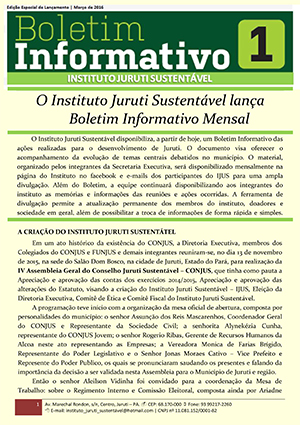 Edição Especial de Lançamento | Março de 2016
Boletim
Informativo
1
INSTITUTO JURUTI SUSTENTÁVEL
O Instituto Juruti Sustentável lança
Boletim Informativo Mensal
O Instituto Juruti Sustentável disponibiliza, a partir de hoje, um Boletim Informativo das
ações realizadas para o desenvolvimento de Juruti. O documento visa oferecer o
acompanhamento da evolução de temas centrais debatidos no município. O material,
organizado pelos integrantes da Secretaria Executiva, será disponibilizado mensalmente na
página do Instituto no facebook e e-mails dos participantes do IJUS para uma ampla
divulgação. Além do Boletim, a equipe continuará disponibilizando aos integrantes do
instituto as memórias e informações das reuniões e ações ocorridas. A ferramenta de
divulgação permite a atualização permanente dos membros do instituto, doadores e
sociedade em geral, além de possibilitar a troca de informações de forma rápida e simples.
A CRIAÇÃO DO INSTITUTO JURUTI SUSTENTÁVEL
Em um ato histórico da existência do CONJUS, a Diretoria Executiva, membros dos
Colegiados do CONJUS e FUNJUS e demais integrantes reuniram-se, no dia 13 de novembro
de 2015, na sede do Salão Dom Bosco, na cidade de Juruti, Estado do Pará, para realização da
IV Assembleia Geral do Conselho Juruti Sustentável – CONJUS, que tinha como pauta a
Apreciação e aprovação das contas dos exercícios 2014/2015, Apreciação e aprovação das
alterações do Estatuto, visando a criação do Instituto Juruti Sustentável – IJUS, Eleição da
Diretoria Executiva, Comitê de Ética e Comitê Fiscal do Instituto Juruti Sustentável.
A programação teve início com a organização da mesa oficial de abertura, composta por
personalidades do município: o senhor Assunção dos Reis Mascarenhos, Coordenador Geral
do CONJUS e Representante da Sociedade Civil; a senhorita Alynekézia Cunha,
representante do CONJUS Jovem; o senhor Rogerio Ribas, Gerente de Recursos Humanos da
Alcoa neste ato representando as Empresas; a Vereadora Monica de Farias Brigido,
Representante do Poder Legislativo e o Senhor Jonas Moraes Cativo – Vice Prefeito e
Represente do Poder Publico, os quais se pronunciaram saudando os presentes e falando da
importância da decisão a ser validada nesta Assembleia para o Município de Juruti e região.
Então o senhor Aleilson Vidinha foi convidado para a coordenação da Mesa de
Trabalho: sobre o Regimento Interno e Comissão Eleitoral, composta ainda por Ariadne
1
Av. Marechal Rondon, s/n, Centro, Juruti – PA. CEP: 68.170-000 Fone: 93 99217-2260
E-mail: instituto_juruti_sustentável@hotmail.com | CNPJ nº 11.081.152/0001-62